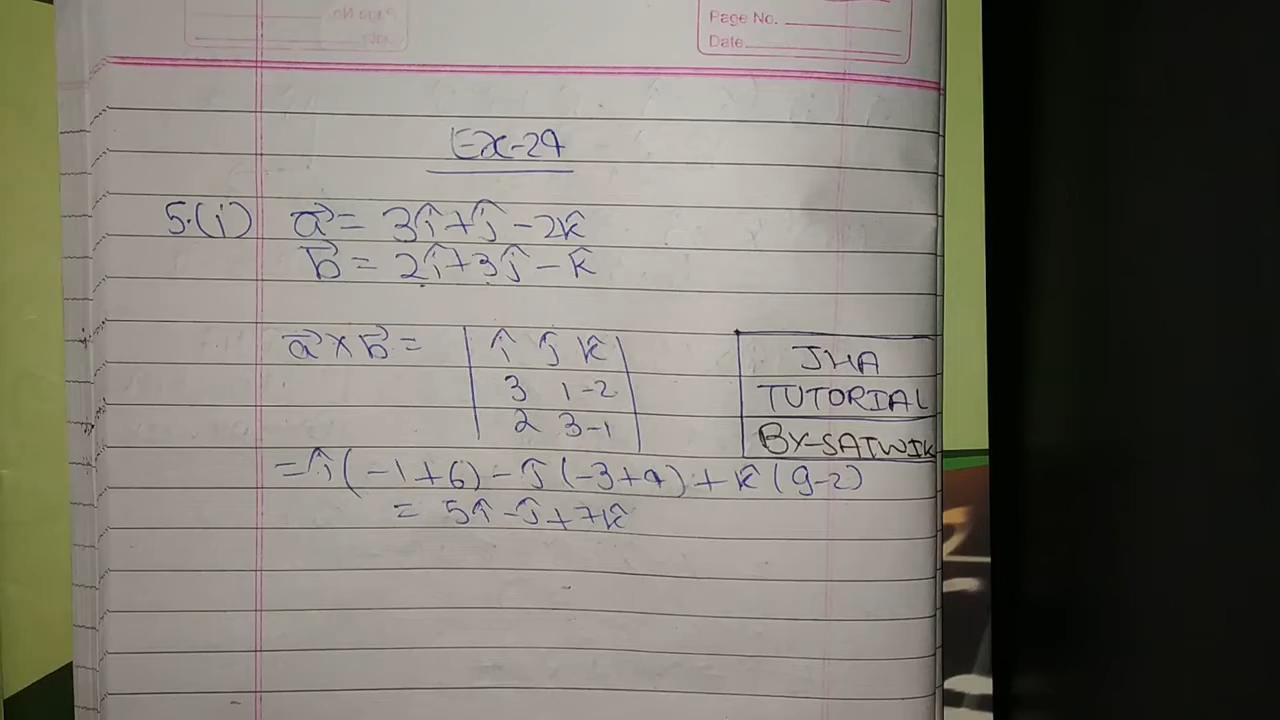 Page No.
Date
Ex-24
5.(i) a⃗ = 3î+ĵ-2k̂
b⃗ = 2î+3ĵ-k̂
a⃗×b⃗ = | î ĵ k̂ |
3 1 -2
2 3 -1
JHA
TUTORIAL
BY-SATWIK
= î(-1+6)-ĵ(-3+4)+k̂(9-2)
= 5î-ĵ+7k̂